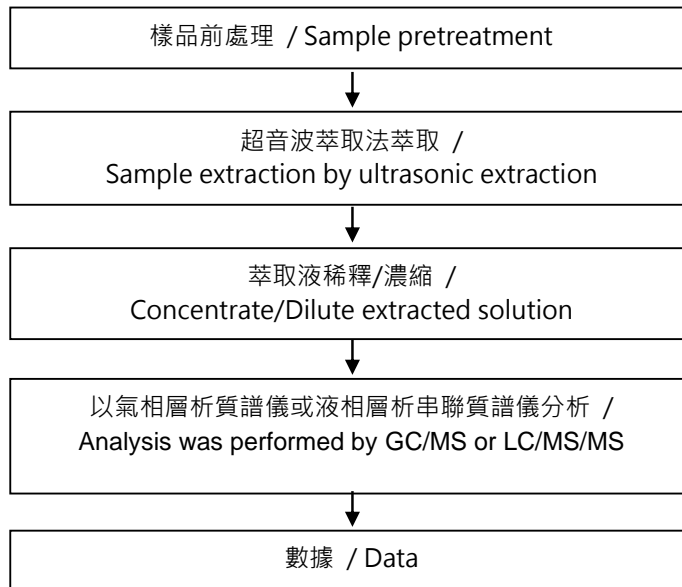 樣品前處理 / Sample pretreatment
超音波萃取法萃取 /
Sample extraction by ultrasonic extraction
萃取液稀釋/濃縮 /
Concentrate/Dilute extracted solution
以氣相層析質譜儀或液相層析串聯質譜儀分析 /
Analysis was performed by GC/MS or LC/MS/MS
數據 / Data